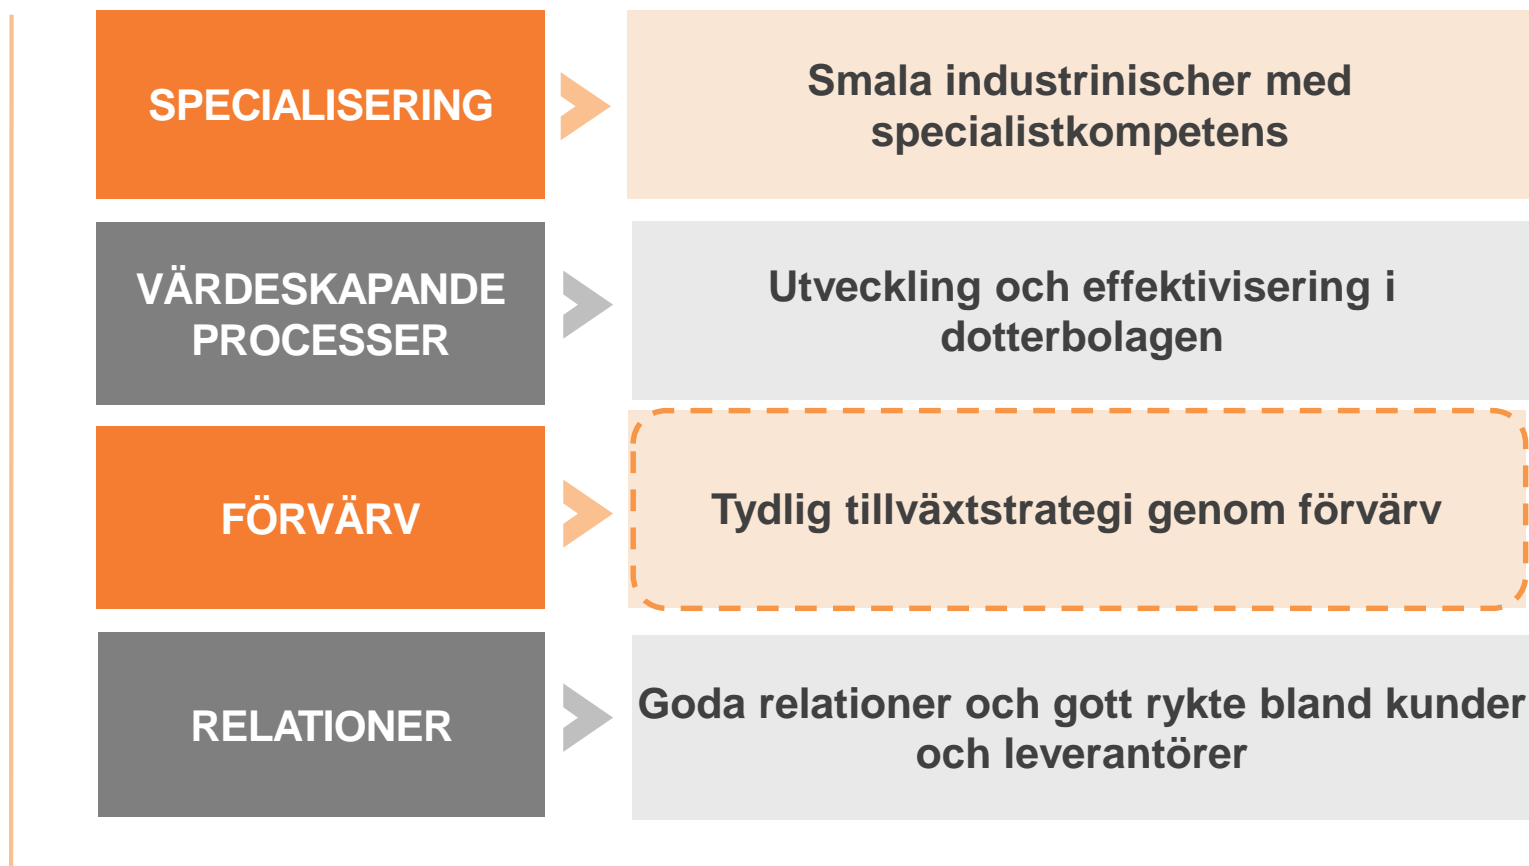 SPECIALISERING
Smala industrinischer med
specialistkompetens
VÄRDESKAPANDE
PROCESSER
Utveckling och effektivisering i
dotterbolagen
FÖRVÄRV
Tydlig tillväxtstrategi genom förvärv
RELATIONER
Goda relationer och gott rykte bland kunder
och leverantörer